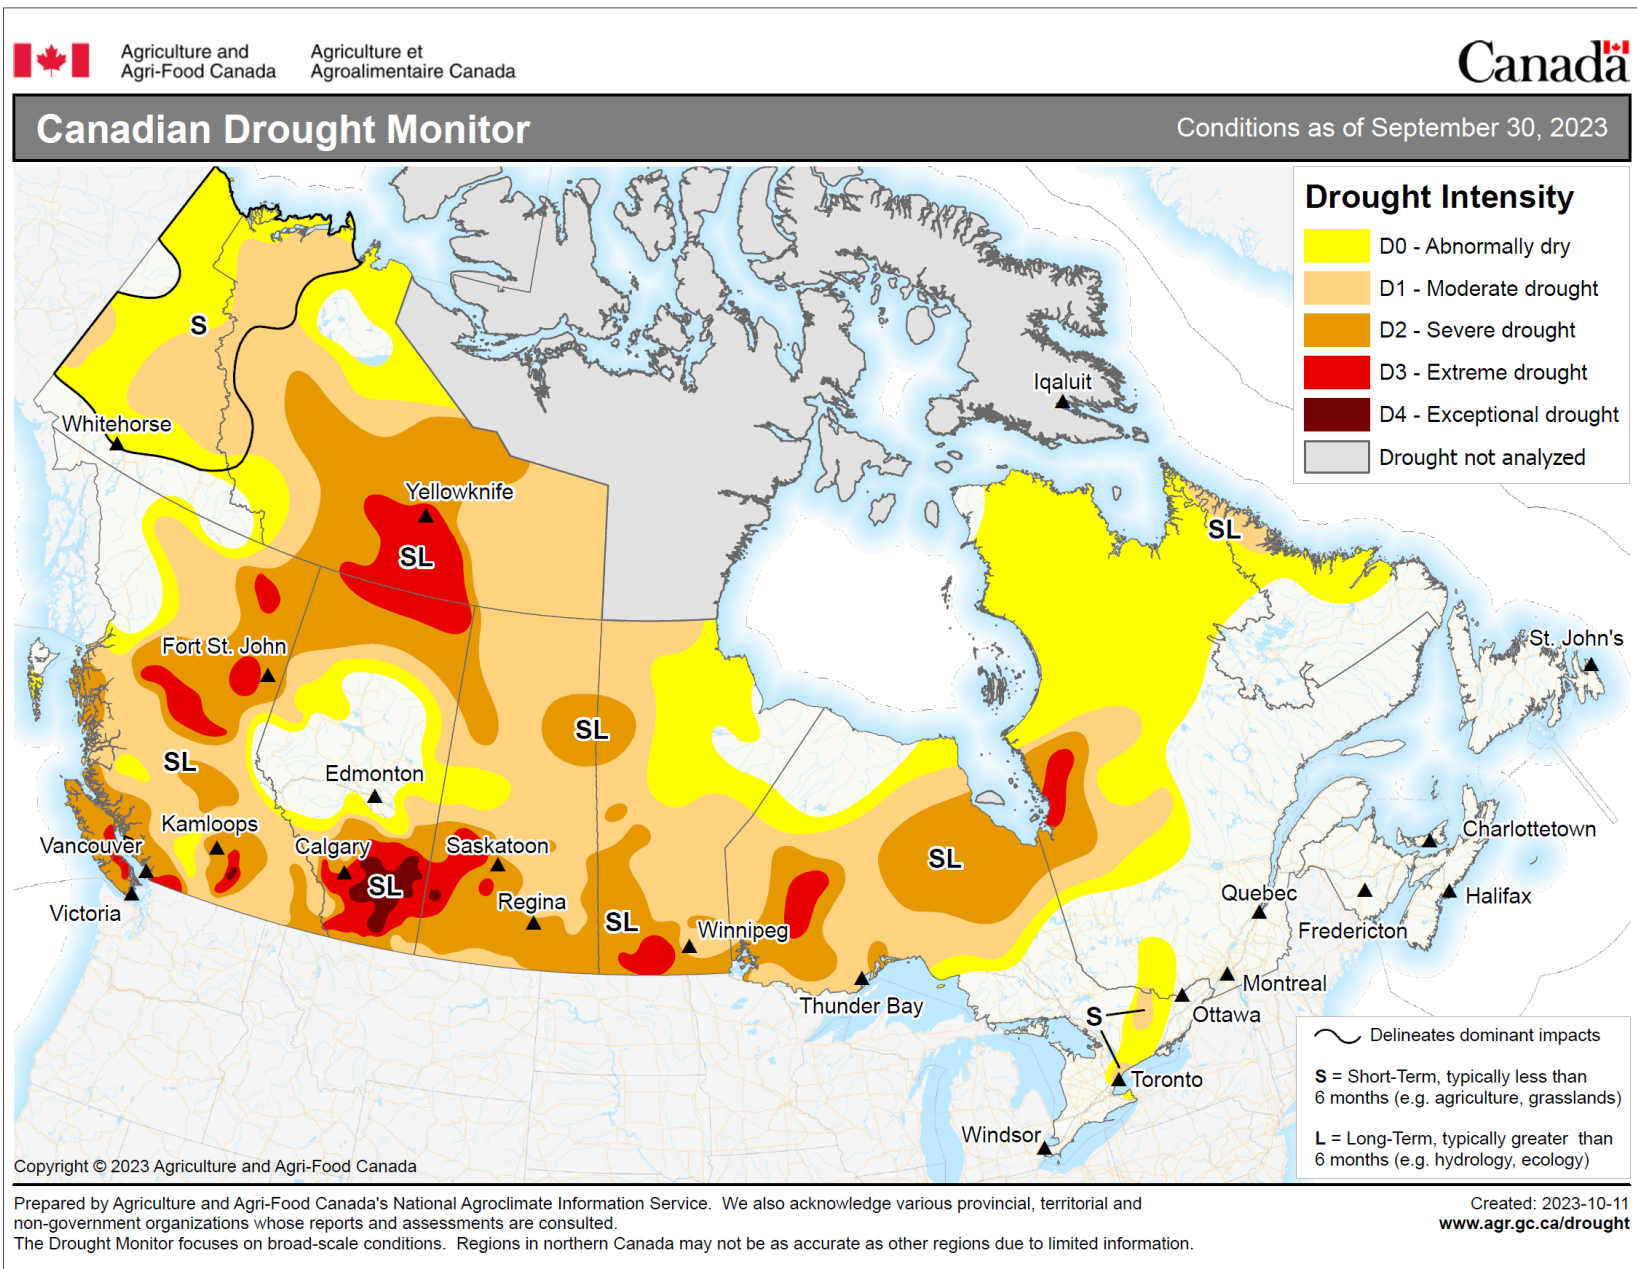 Agriculture and
Agri-Food Canada
Agriculture et
Agroalimentaire Canada
Canada
Canadian Drought Monitor
Conditions as of September 30, 2023
Drought Intensity
D0 - Abnormally dry
D1 - Moderate drought
D2 - Severe drought
D3 - Extreme drought
D4 - Exceptional drought
Drought not analyzed
S
Iqaluit
Whitehorse
Yellowknife
SL
SL
Fort St. John
St. John's
SL
SL
Edmonton
Kamloops
Charlottetown
Vancouver
Calgary
Saskatoon
SL
SL
Quebec
Halifax
Regina
Victoria
SL
Winnipeg
Fredericton
Montreal
Thunder Bay
S
Ottawa
Toronto
Windsor
Delineates dominant impacts
S = Short-Term, typically less than
6 months (e.g. agriculture, grasslands)
L = Long-Term, typically greater than
6 months (e.g. hydrology, ecology)
Copyright © 2023 Agriculture and Agri-Food Canada
Prepared by Agriculture and Agri-Food Canada's National Agroclimate Information Service. We also acknowledge various provincial, territorial and
non-government organizations whose reports and assessments are consulted.
The Drought Monitor focuses on broad-scale conditions. Regions in northern Canada may not be as accurate as other regions due to limited information.
Created: 2023-10-11
www.agr.gc.ca/drought